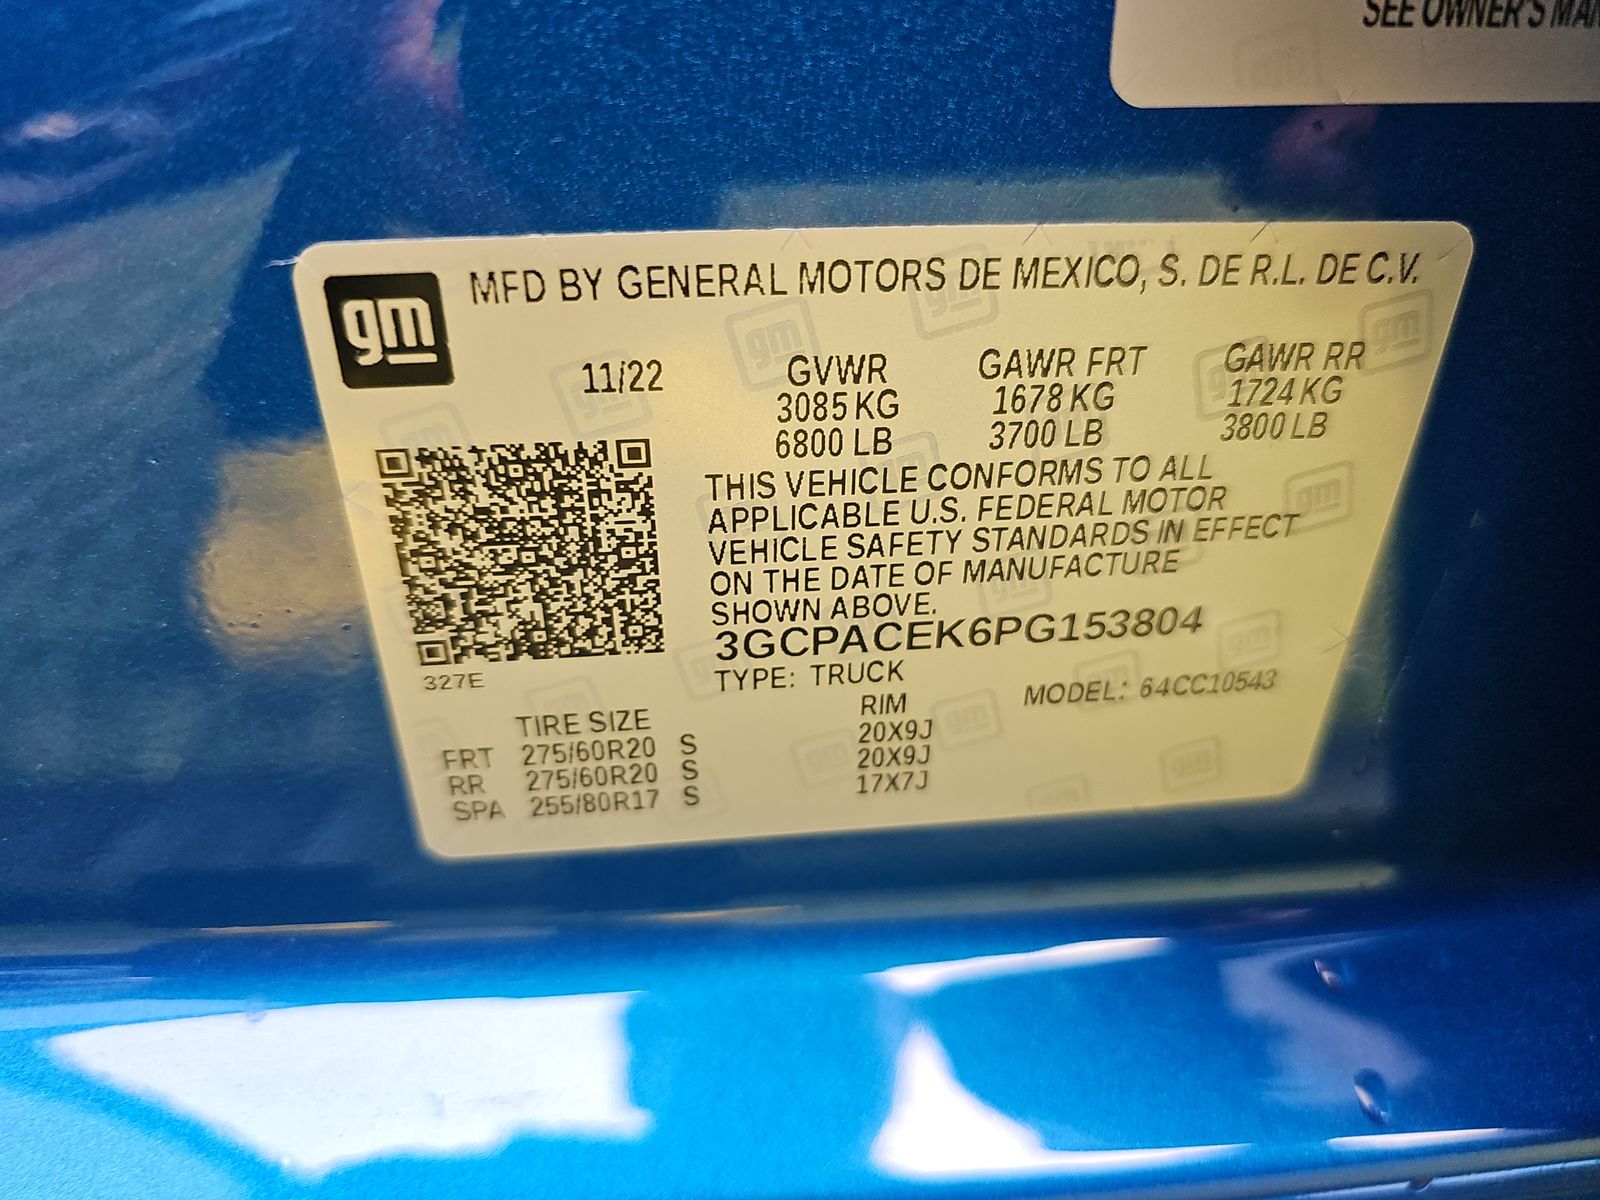 SEE OWNER'S MAN
gm
MFD BY GENERAL MOTORS DE MEXICO, S. DE R.L. DE C.V.
11/22 GVWR GAWR FRT GAWR RR
3085 KG 1678 KG 1724 KG
6800 LB 3700 LB 3800 LB
THIS VEHICLE CONFORMS TO ALL
APPLICABLE U.S. FEDERAL MOTOR
VEHICLE SAFETY STANDARDS IN EFFECT
ON THE DATE OF MANUFACTURE
SHOWN ABOVE.
3GCPACEK6PG153804
327E
TYPE: TRUCK MODEL: 64CC10543
TIRE SIZE RIM
FRT 275/60R20 S 20X9J
RR 275/60R20 S 20X9J
SPA 255/80R17 S 17X7J